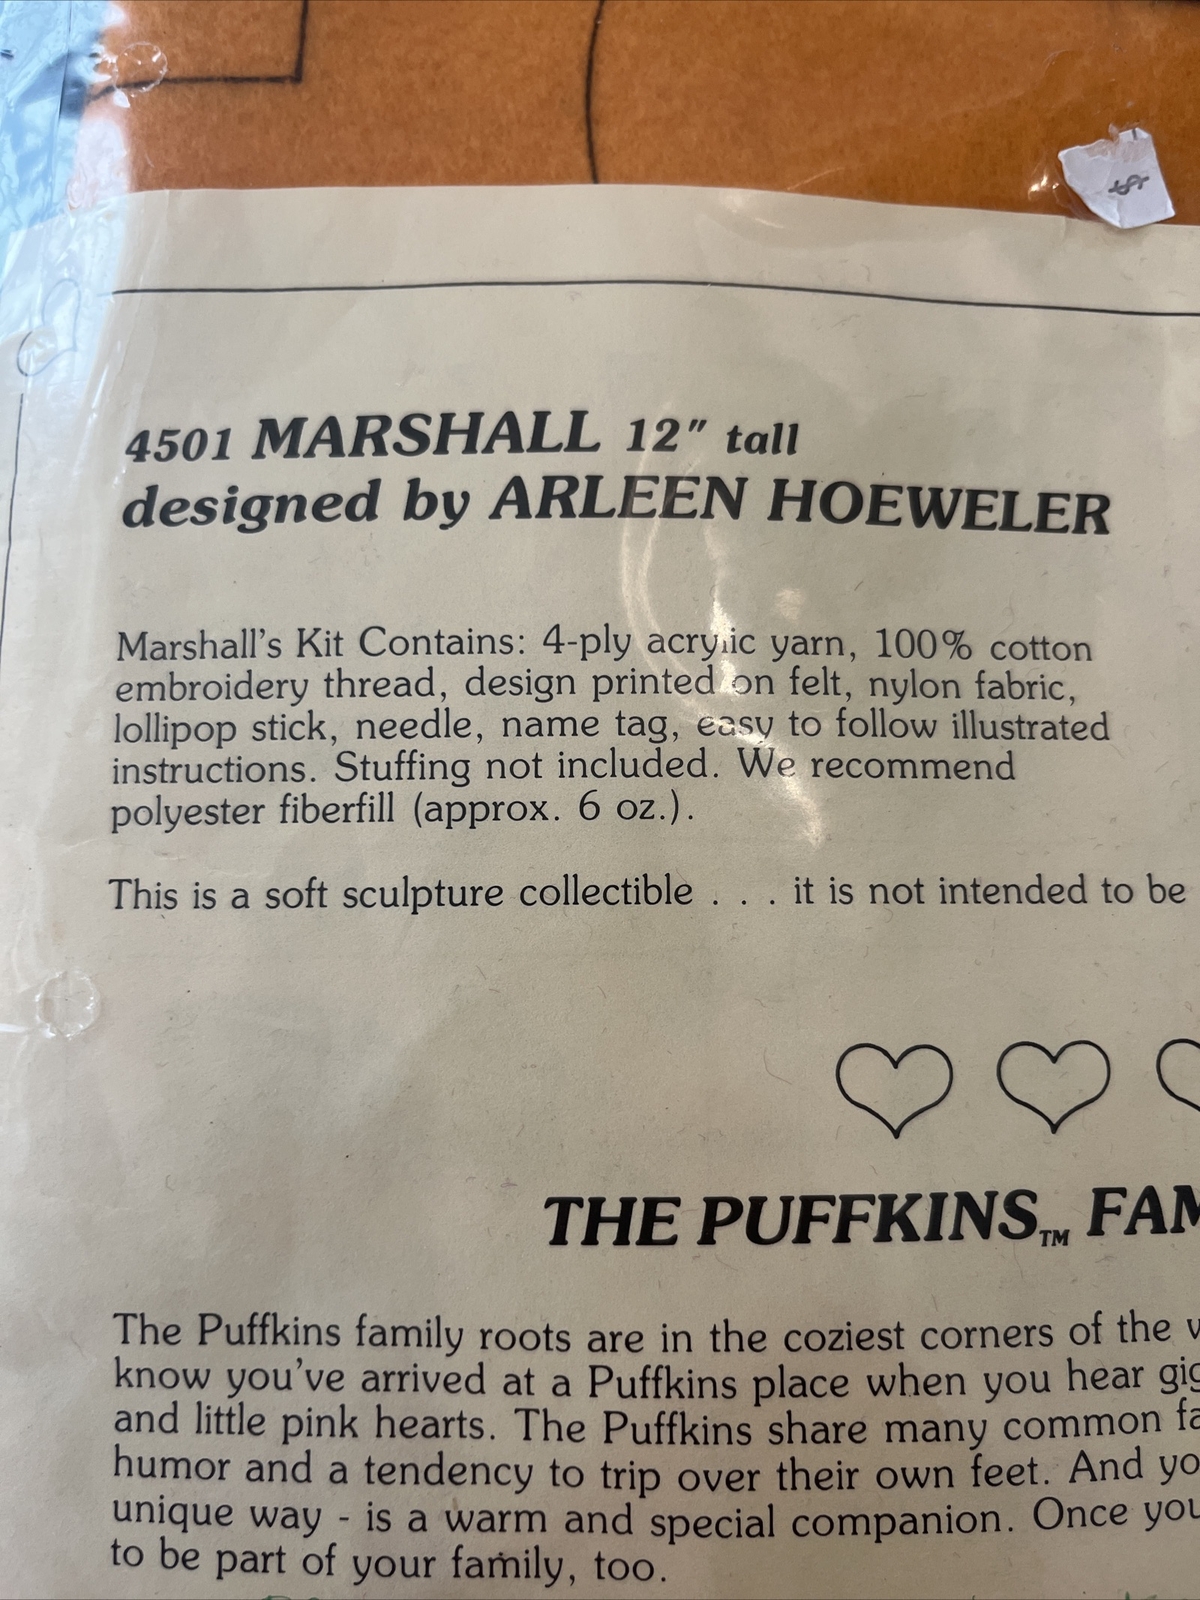 $
4501 MARSHALL 12" tall
designed by ARLEEN HOEWELER
Marshall's Kit Contains: 4-ply acrylic yarn, 100% cotton
embroidery thread, design printed on felt, nylon fabric,
lollipop stick, needle, name tag, easy to follow illustrated
instructions. Stuffing not included. We recommend
polyester fiberfill (approx. 6 oz.).
This is a soft sculpture collectible . . . it is not intended to be
THE PUFFKINS™
The Puffkins family roots are in the coziest corners of the
know you've arrived at a Puffkins place when you hear
and little pink hearts. The Puffkins share many common
humor and a tendency to trip over their own feet. And
unique way - is a warm and special companion. Once
to be part of your family, too.